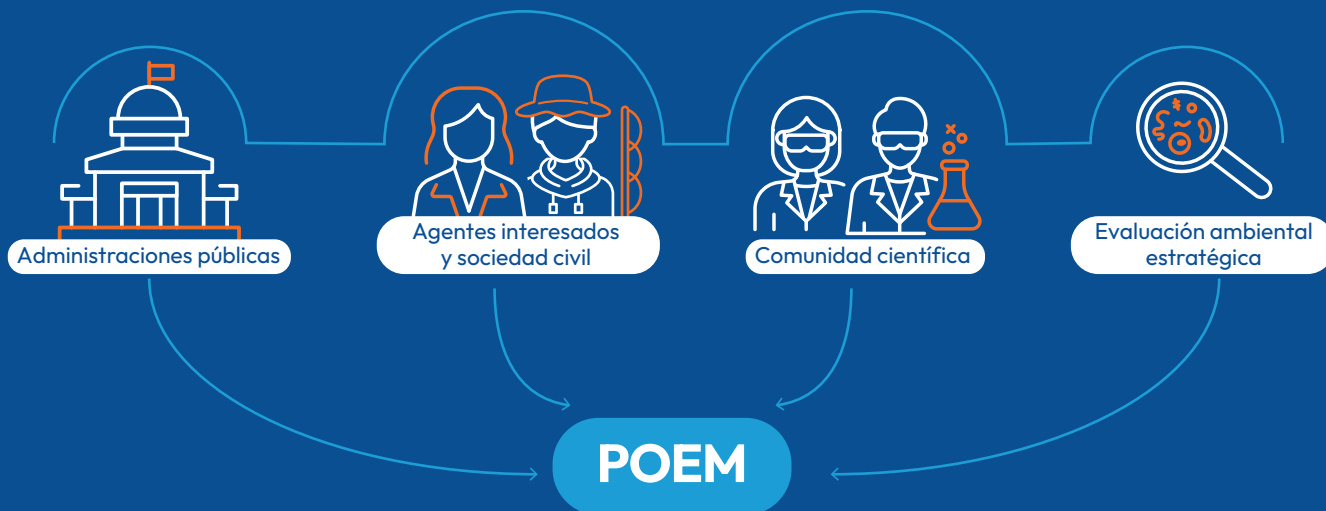 Administraciones públicas
Agentes interesados
y sociedad civil
Comunidad científica
Evaluación ambiental
estratégica
POEM